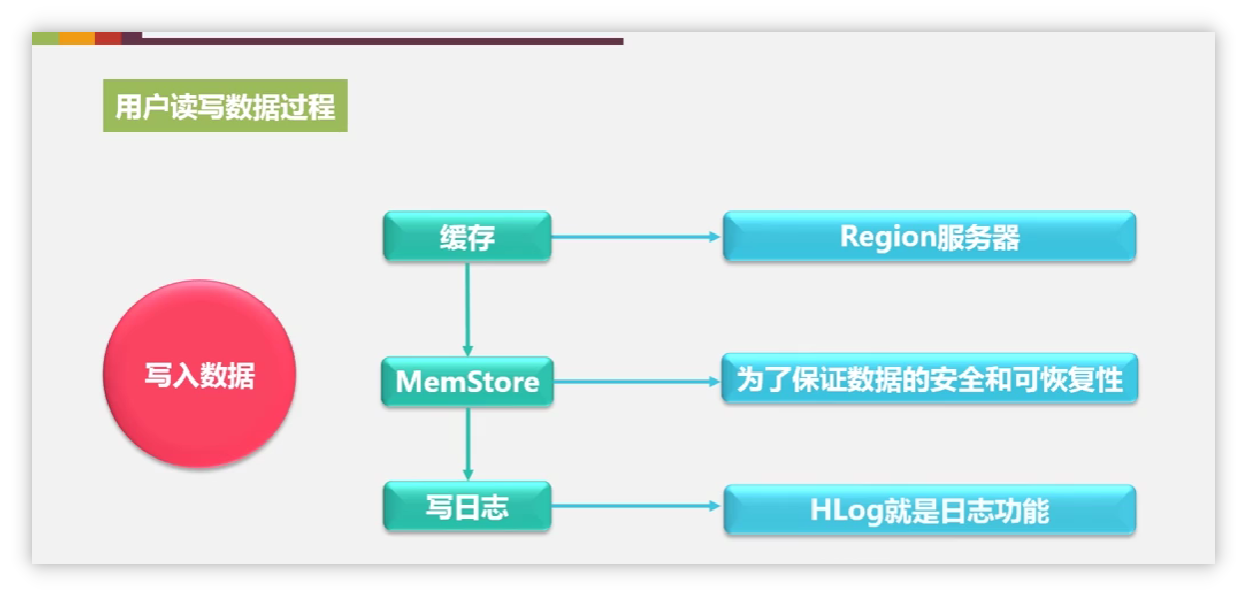 用户读写数据过程
缓存
Region服务器
写入数据
MemStore
为了保证数据的安全和可恢复性
写日志
HLog就是日志功能